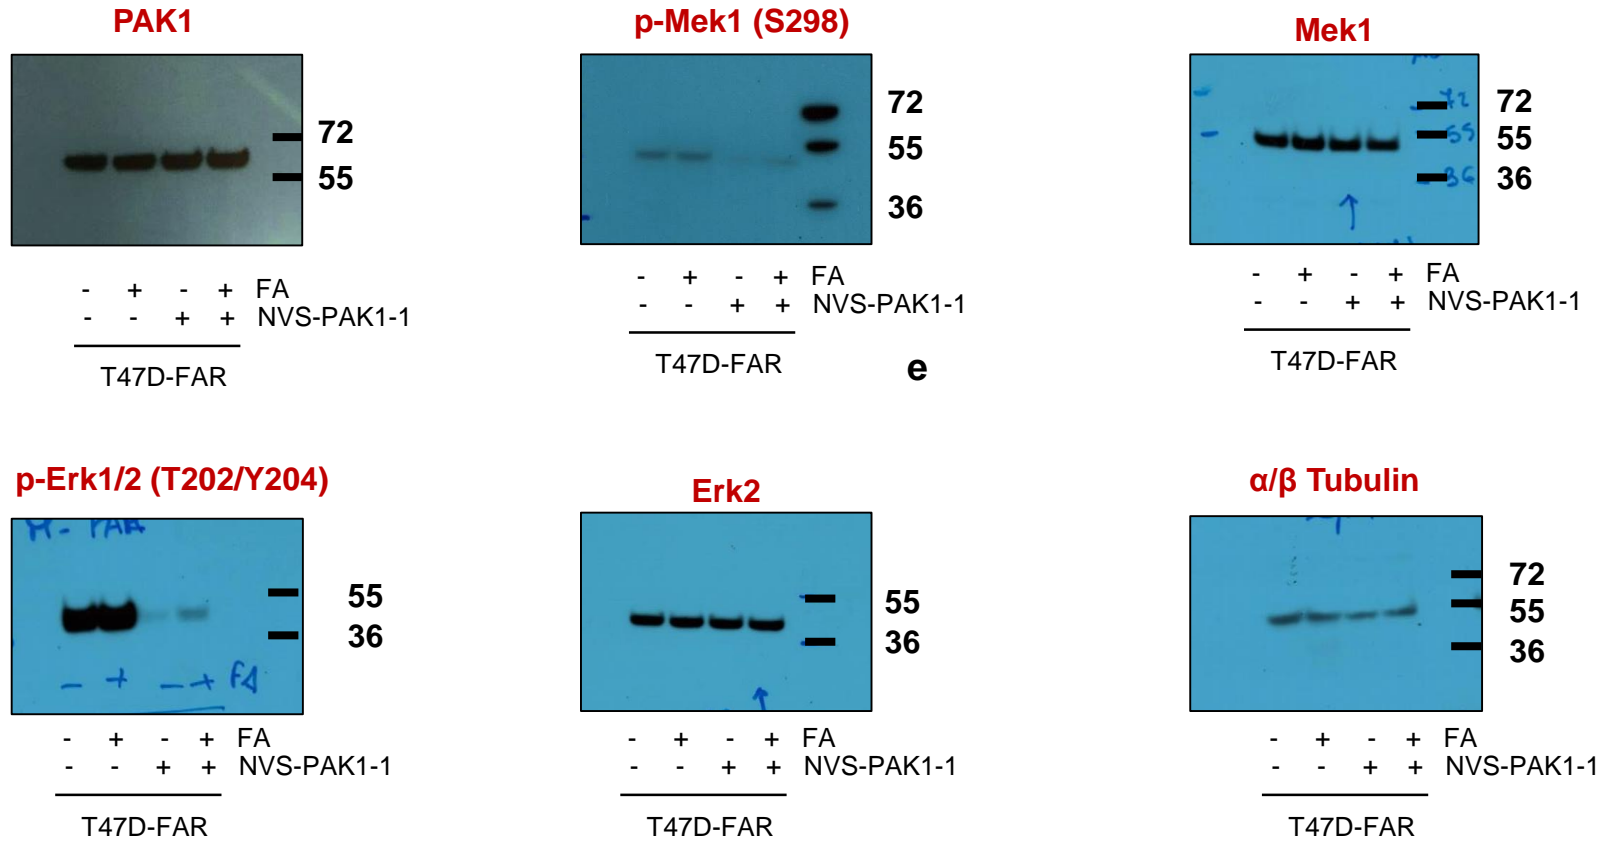 PAK1
72
55
- + - + FA
- - + + NVS-PAK1-1
T47D-FAR
p-Mek1 (S298)
72
55
36
- + - + FA
- - + + NVS-PAK1-1
T47D-FAR
e
Mek1
72
55
36
72
55
36
- + - + FA
- - + + NVS-PAK1-1
T47D-FAR
p-Erk1/2 (T202/Y204)
- + - + FA
55
36
- + - + FA
- - + + NVS-PAK1-1
T47D-FAR
Erk2
55
36
- + - + FA
- - + + NVS-PAK1-1
T47D-FAR
α/β Tubulin
72
55
36
- + - + FA
- - + + NVS-PAK1-1
T47D-FAR